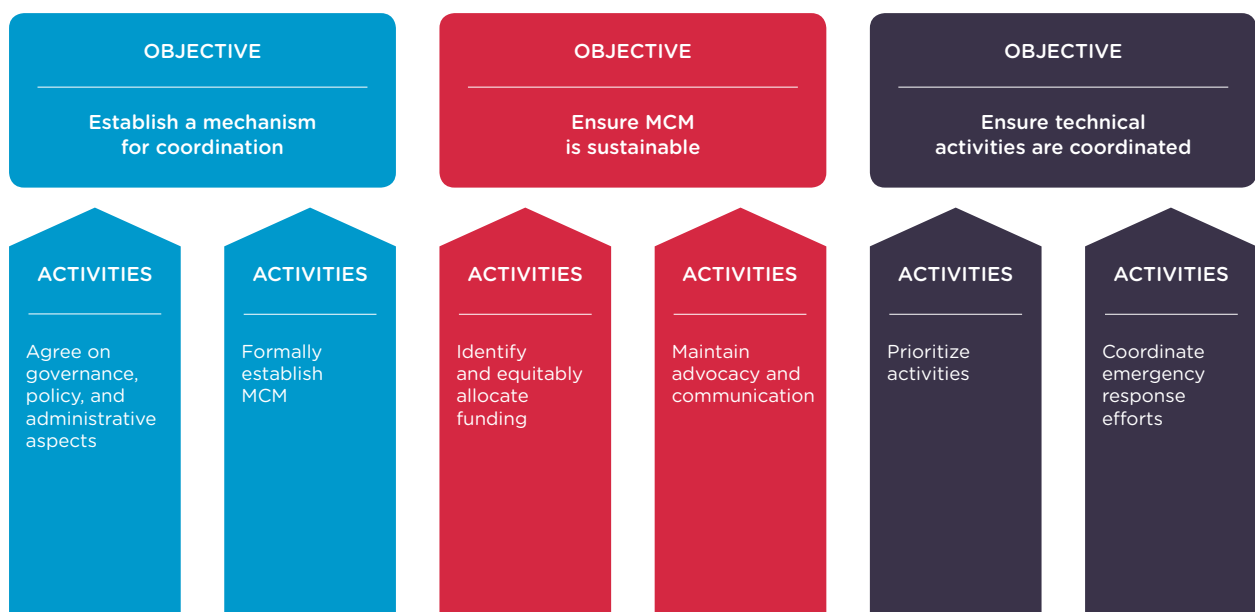 OBJECTIVE
Establish a mechanism
for coordination
OBJECTIVE
Ensure MCM
is sustainable
OBJECTIVE
Ensure technical
activities are coordinated
ACTIVITIES
Agree on
governance,
policy, and
administrative
aspects
ACTIVITIES
Formally
establish
MCM
ACTIVITIES
Identify
and equitably
allocate
funding
ACTIVITIES
Maintain
advocacy and
communication
ACTIVITIES
Prioritize
activities
ACTIVITIES
Coordinate
emergency
response
efforts